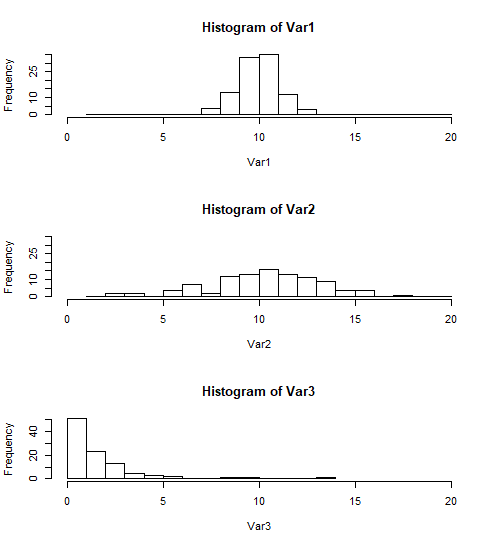 Histogram of Var1
Frequency
25
10
0
0 5 10 15 20
Var1
Histogram of Var2
Frequency
25
10
0
0 5 10 15 20
Var2
Histogram of Var3
Frequency
40
20
0
0 5 10 15 20
Var3